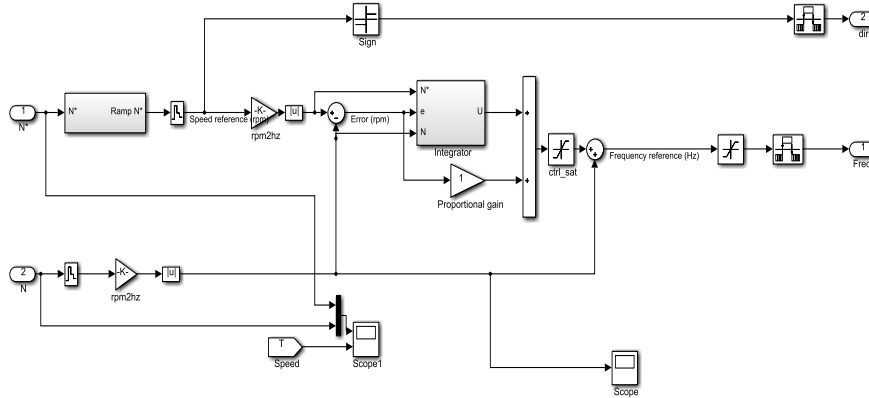 2
dir
Sign
1
N*
N*
Ramp N*
Speed reference (rpm)
-K-
rpm2hz
|u|
+
-
Error (rpm)
N*
e
N
U
Integrator
1
Proportional gain
+
+
ctrl_sat
+
+
Frequency reference (Hz)
1
Frec
2
N
-K-
rpm2hz
|u|
T
Speed
Scope1
Scope